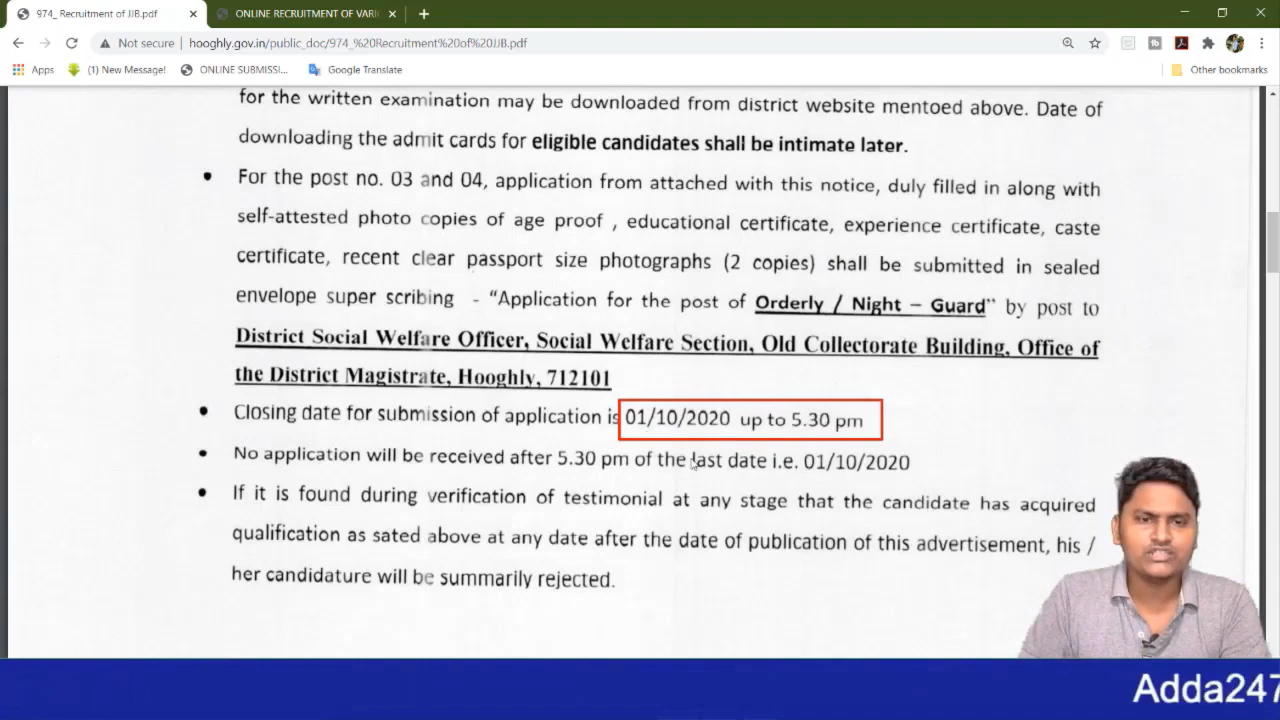 974_ Recruitment of JJB.pdf
ONLINE RECRUITMENT OF VARI
Not secure
hooghly.gov.in/public_doc/974_%20Recruitment%20of%20JJB.pdf
Apps
(1) New Message!
ONLINE SUBMISSI...
Google Translate
Other bookmarks
for the written examination may be downloaded from district website mentoed above. Date of
downloading the admit cards for eligible candidates shall be intimate later.
• For the post no. 03 and 04, application from attached with this notice, duly filled in along with
self-attested photo copies of age proof , educational certificate, experience certificate, caste
certificate, recent clear passport size photographs (2 copies) shall be submitted in sealed
envelope super scribing - “Application for the post of Orderly / Night – Guard” by post to
District Social Welfare Officer, Social Welfare Section, Old Collectorate Building, Office of
the District Magistrate, Hooghly, 712101
• Closing date for submission of application is 01/10/2020 up to 5.30 pm
• No application will be received after 5.30 pm of the last date i.e. 01/10/2020
• If it is found during verification of testimonial at any stage that the candidate has acquired
qualification as sated above at any date after the date of publication of this advertisement, his /
her candidature will be summarily rejected.
Adda247